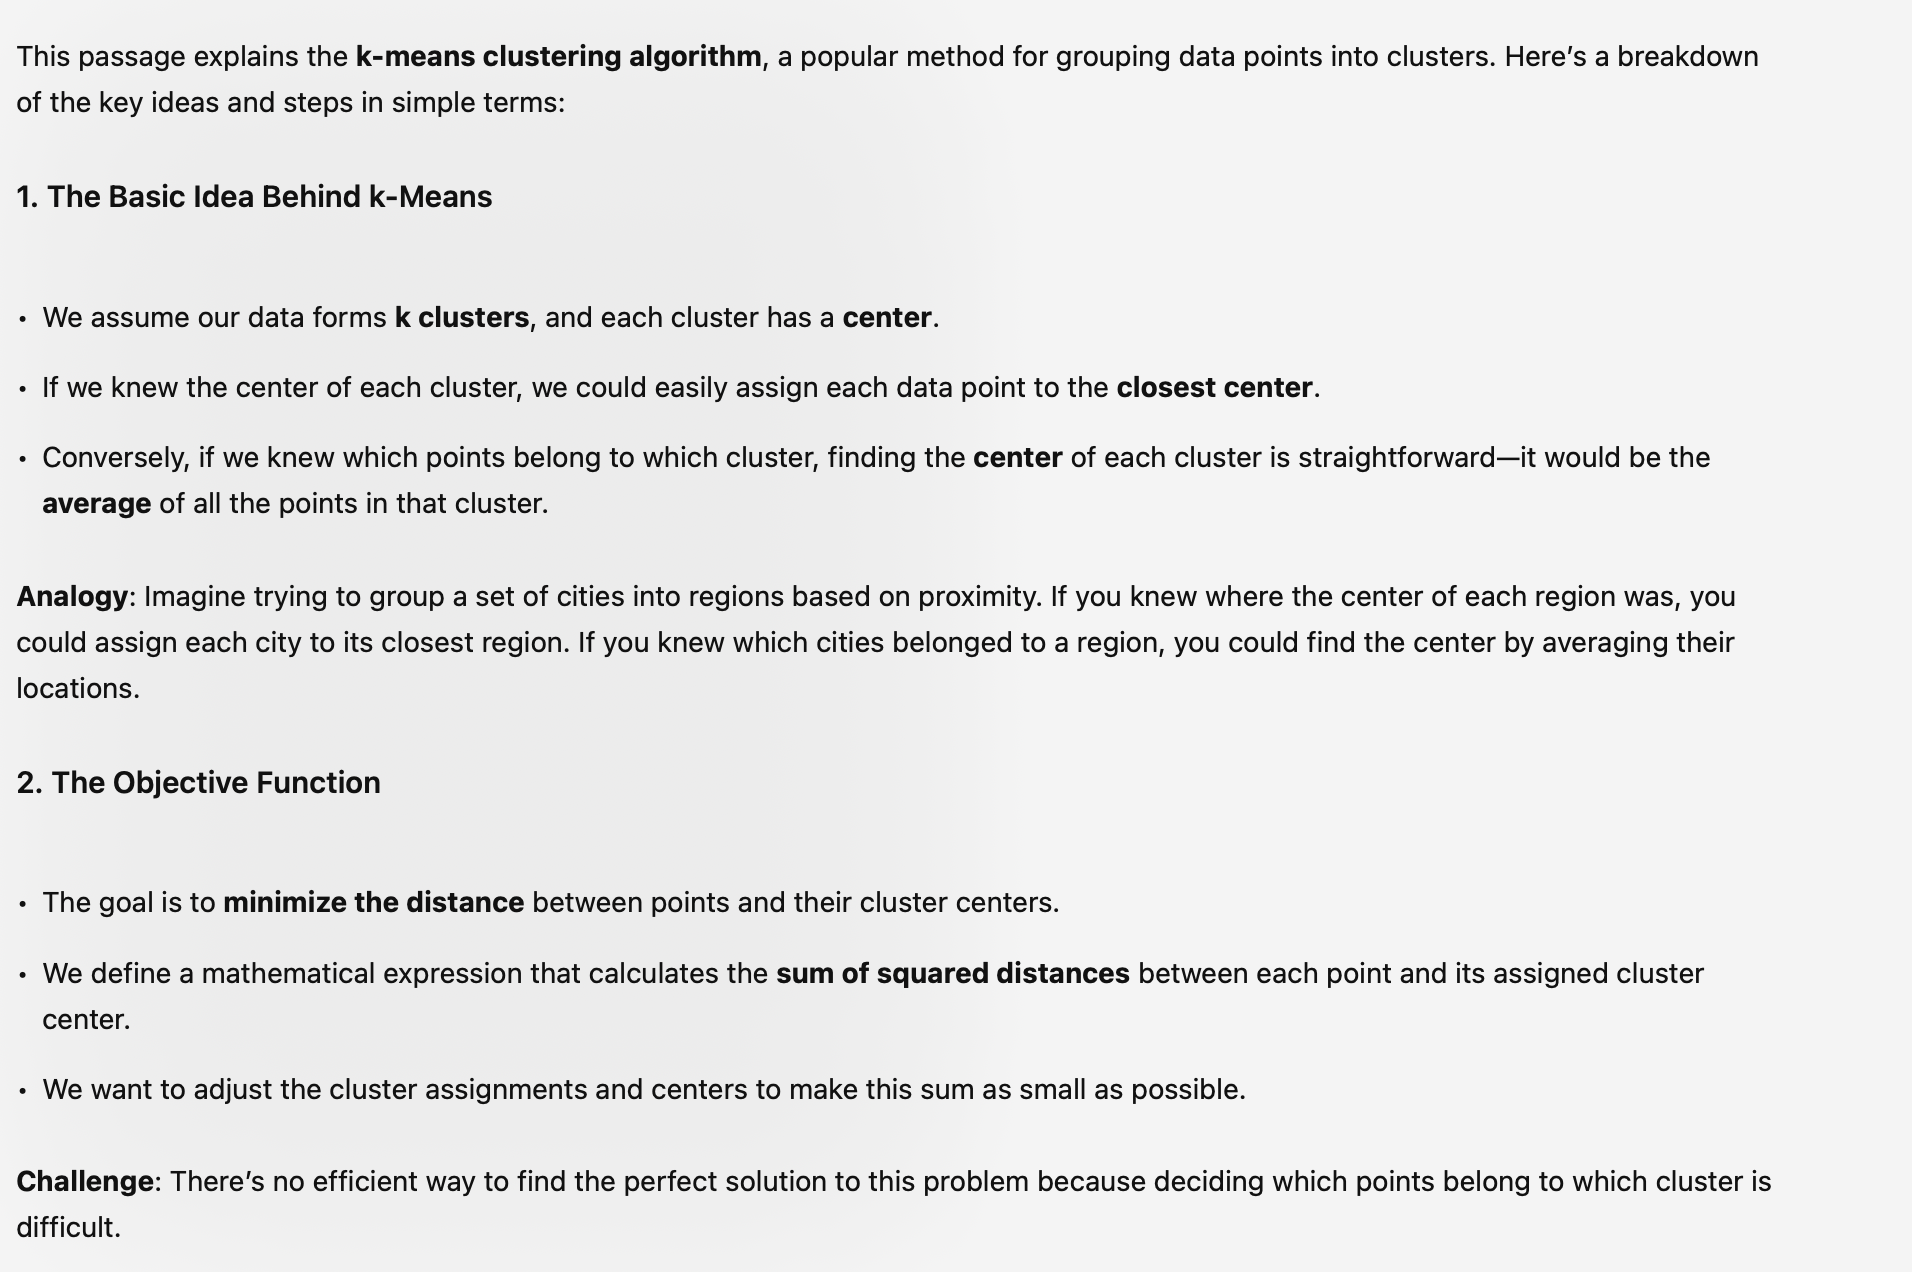 This passage explains the k-means clustering algorithm, a popular method for grouping data points into clusters. Here’s a breakdown
of the key ideas and steps in simple terms:
1. The Basic Idea Behind k-Means
• We assume our data forms k clusters, and each cluster has a center.
• If we knew the center of each cluster, we could easily assign each data point to the closest center.
• Conversely, if we knew which points belong to which cluster, finding the center of each cluster is straightforward—it would be the
average of all the points in that cluster.
Analogy: Imagine trying to group a set of cities into regions based on proximity. If you knew where the center of each region was, you
could assign each city to its closest region. If you knew which cities belonged to a region, you could find the center by averaging their
locations.
2. The Objective Function
• The goal is to minimize the distance between points and their cluster centers.
• We define a mathematical expression that calculates the sum of squared distances between each point and its assigned cluster
center.
• We want to adjust the cluster assignments and centers to make this sum as small as possible.
Challenge: There’s no efficient way to find the perfect solution to this problem because deciding which points belong to which cluster is
difficult.